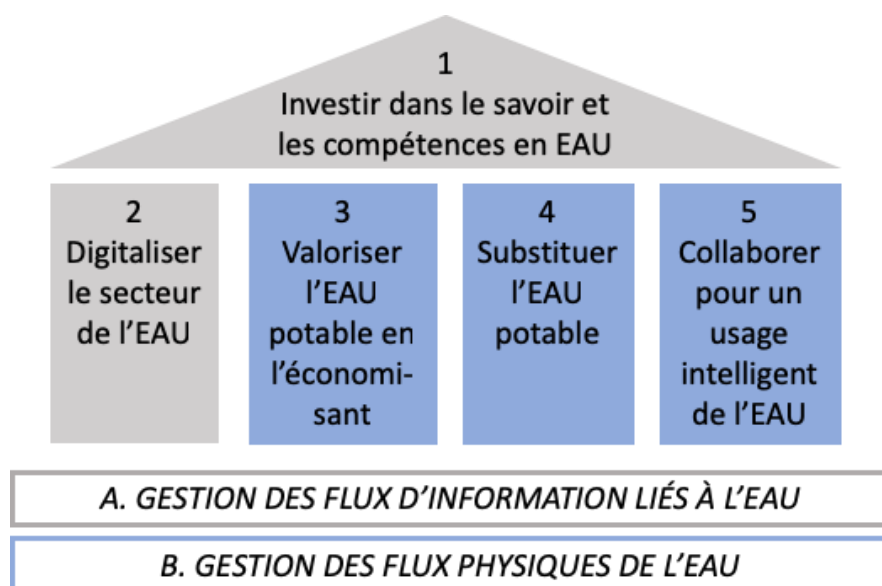 1
Investir dans le savoir et
les compétences en EAU
2
Digitaliser
le secteur
de l'EAU
3
Valoriser
l'EAU
potable en
l'économi-
sant
4
Substituer
l'EAU
potable
5
Collaborer
pour un
usage
intelligent
de l'EAU
A. GESTION DES FLUX D'INFORMATION LIÉS À L'EAU
B. GESTION DES FLUX PHYSIQUES DE L'EAU